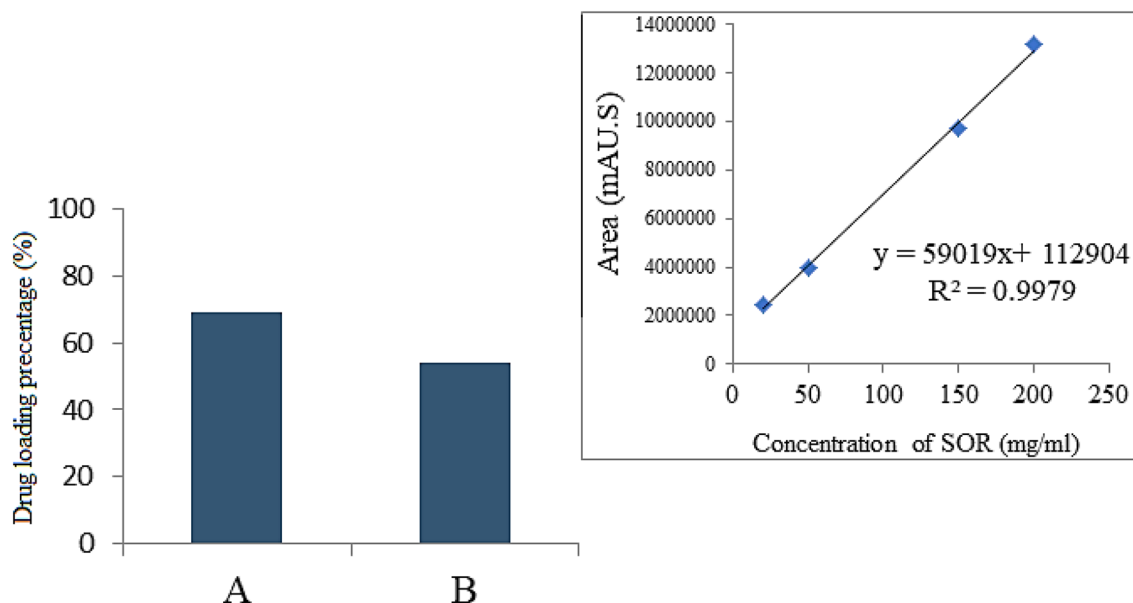 Drug loading precentage (%)
100
80
60
40
20
0
A
B
Area (mAU.S)
14000000
12000000
10000000
8000000
6000000
4000000
2000000
0
y = 59019x+ 112904
R² = 0.9979
0 50 100 150 200 250
Concentration of SOR (mg/ml)